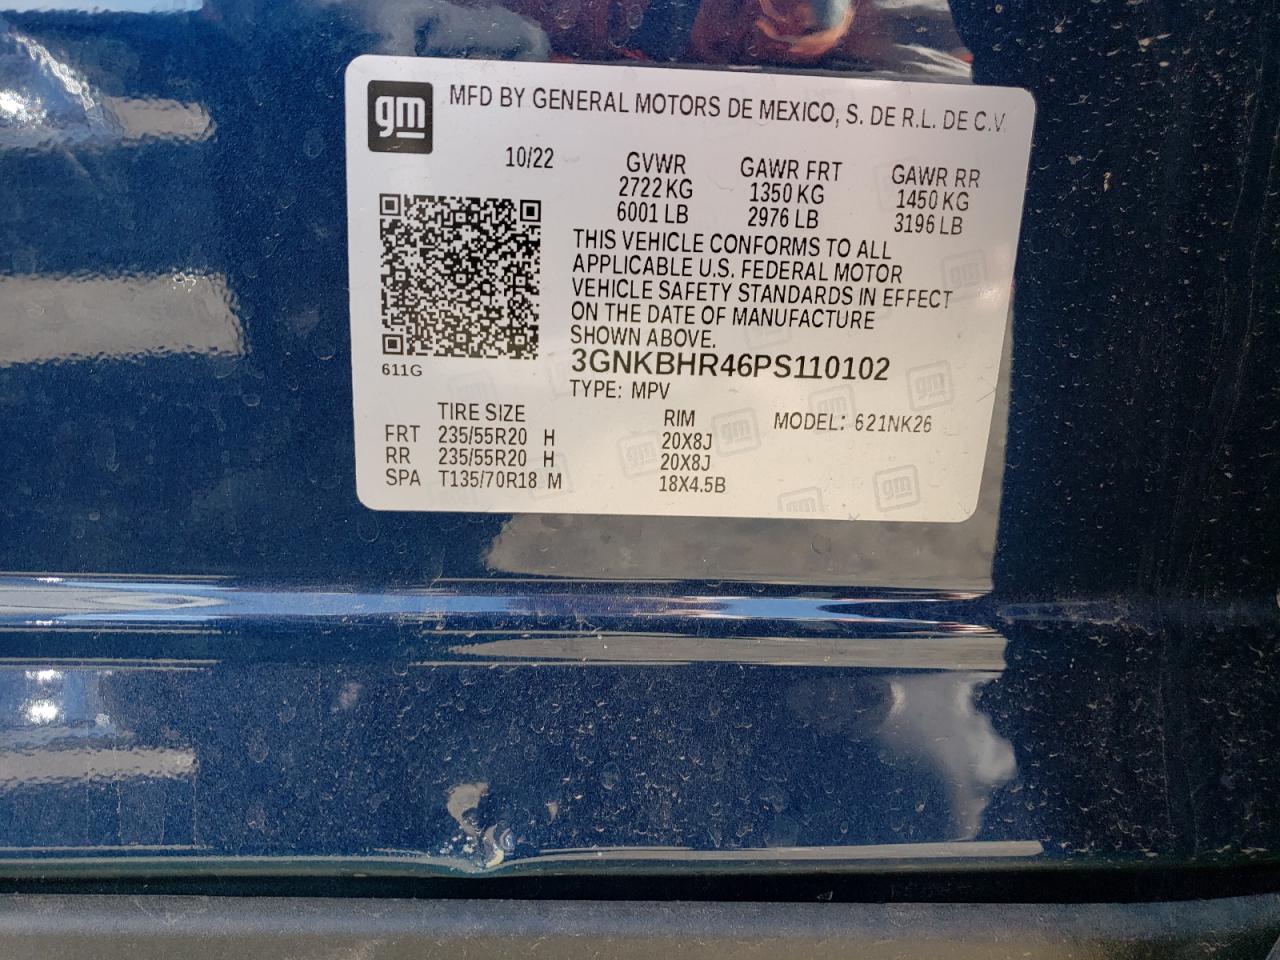 gm MFD BY GENERAL MOTORS DE MEXICO, S. DE R.L. DE C.V.
10/22 GVWR GAWR FRT GAWR RR
2722 KG 1350 KG 1450 KG
6001 LB 2976 LB 3196 LB
THIS VEHICLE CONFORMS TO ALL
APPLICABLE U.S. FEDERAL MOTOR
VEHICLE SAFETY STANDARDS IN EFFECT
ON THE DATE OF MANUFACTURE
SHOWN ABOVE.
611G 3GNKBHR46PS110102
TYPE: MPV
TIRE SIZE RIM MODEL: 621NK26
FRT 235/55R20 H 20X8J
RR 235/55R20 H 20X8J
SPA T135/70R18 M 18X4.5B